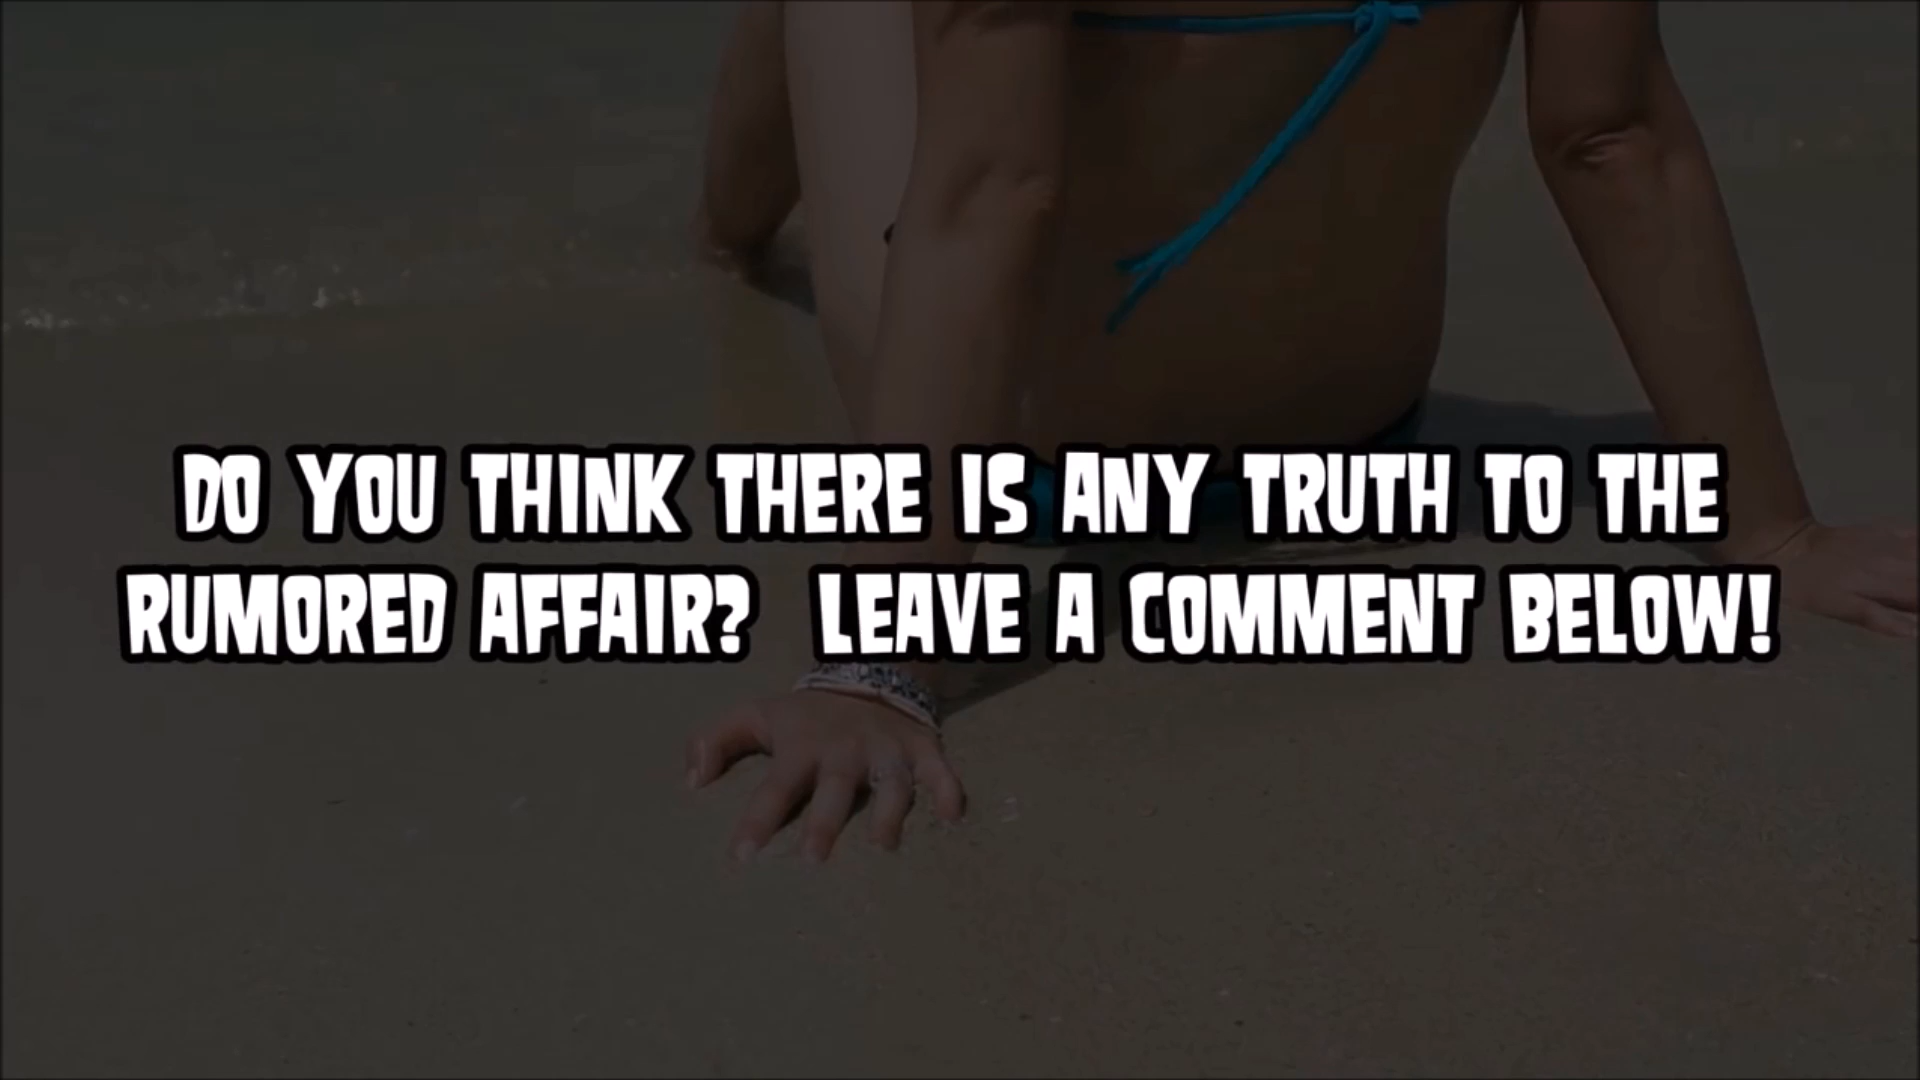 DO YOU THINK THERE IS ANY TRUTH TO THE
RUMORED AFFAIR? LEAVE A COMMENT BELOW!